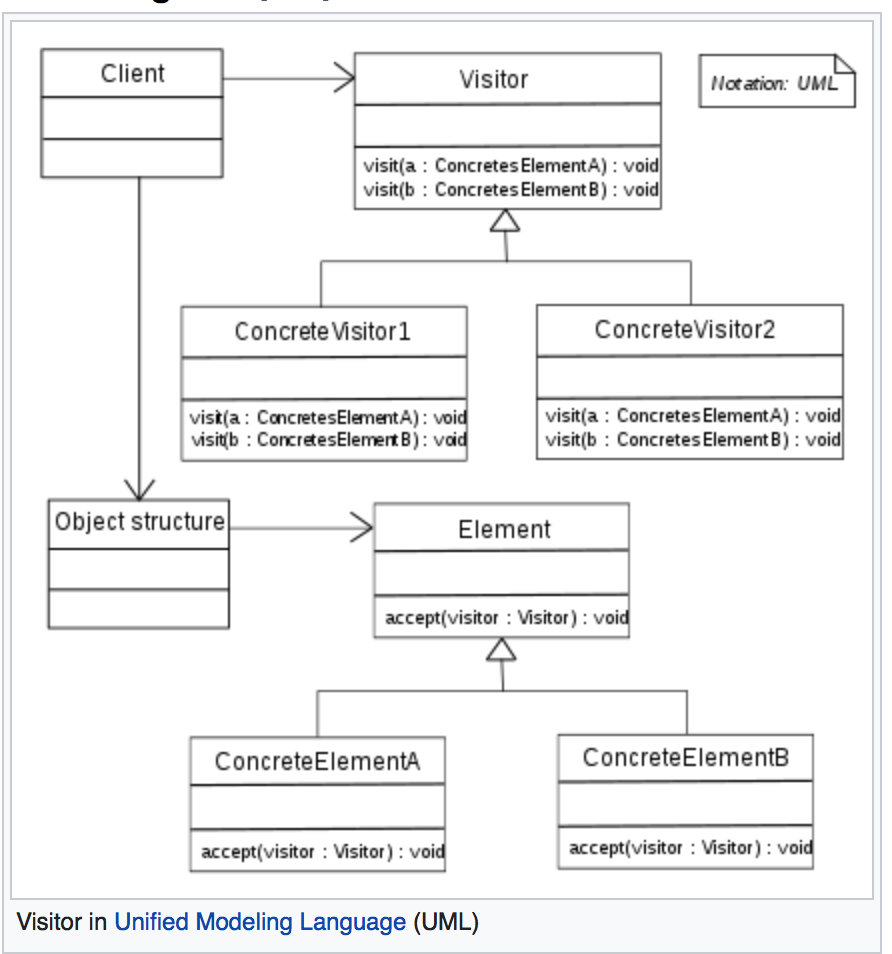 Client
Visitor
Notation: UML
visit(a : ConcretesElementA) : void
visit(b : ConcretesElementB) : void
ConcreteVisitor1
ConcreteVisitor2
visit(a : ConcretesElementA) : void
visit(b : ConcretesElementB) : void
visit(a : ConcretesElementA) : void
visit(b : ConcretesElementB) : void
Object structure
Element
accept(visitor : Visitor) : void
ConcreteElementA
ConcreteElementB
accept(visitor : Visitor) : void
accept(visitor : Visitor) : void
Visitor in Unified Modeling Language (UML)